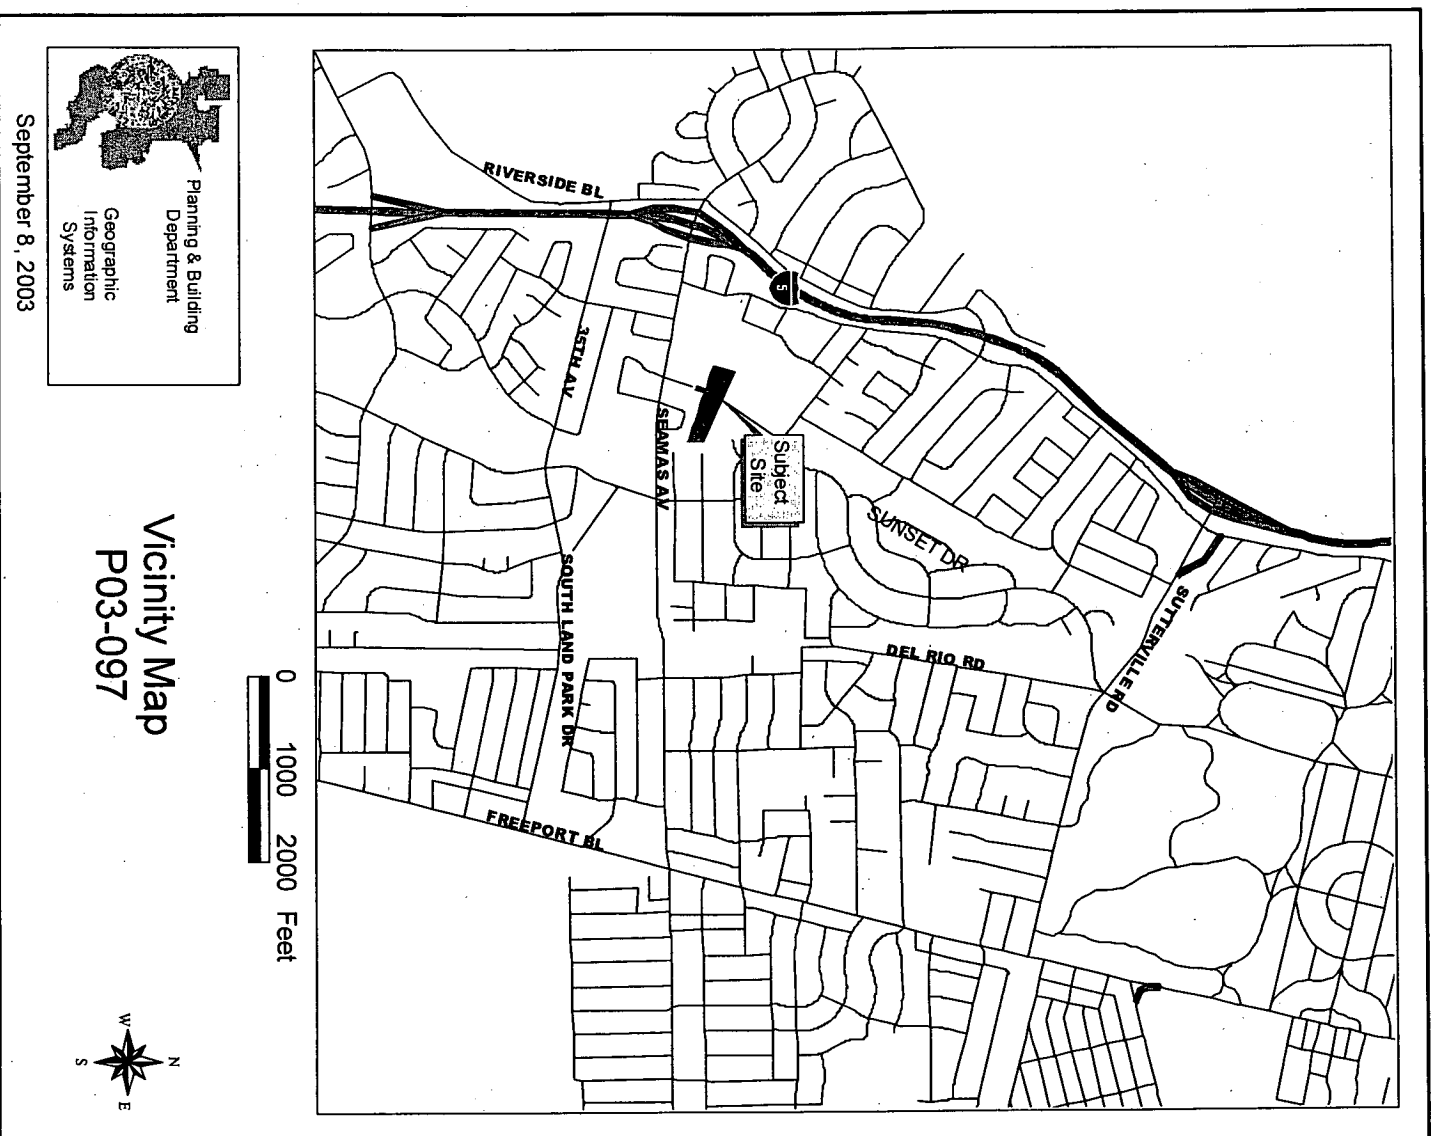 RIVERSIDE BL
5
35TH AV
SEAMAS AV
Subject
Site
SUNSET DR
SUTTERVILLE RD
DEL RIO RD
SOUTH LAND PARK DR
FREEPORT BL
Planning & Building
Department
Geographic
Information
Systems
September 8, 2003
Vicinity Map
P03-097
0 1000 2000 Feet
N
W
E
S